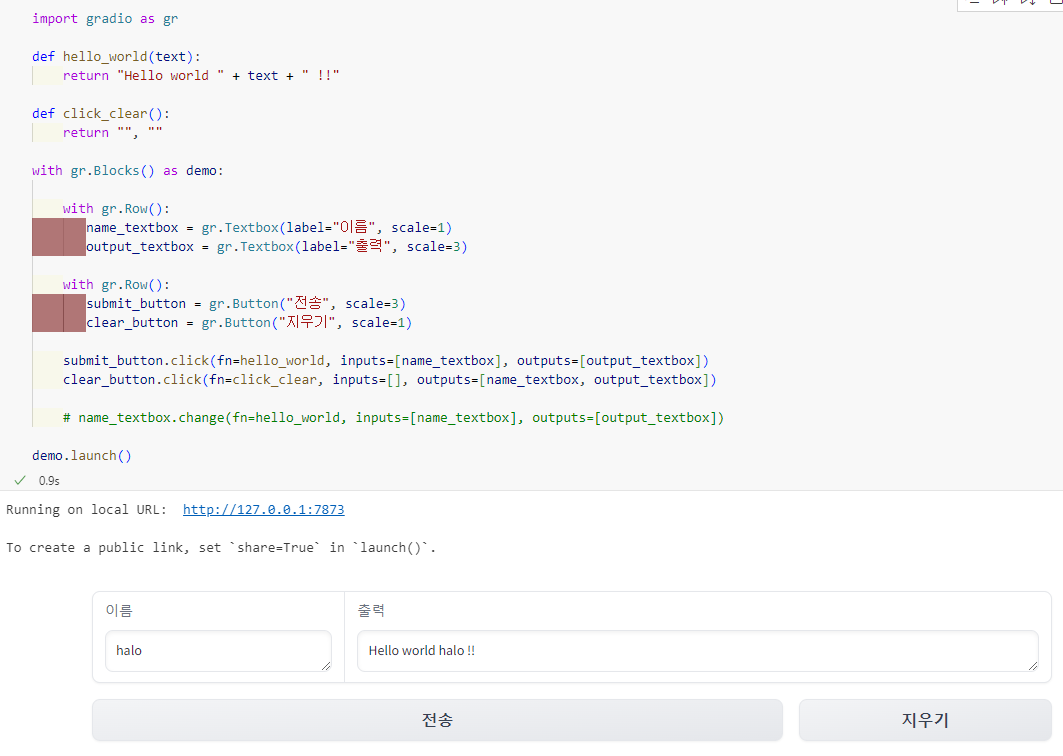 import gradio as gr
def hello_world(text):
return "Hello world " + text + " !!"
def click_clear():
return "", ""
with gr.Blocks() as demo:
with gr.Row():
name_textbox = gr.Textbox(label="이름", scale=1)
output_textbox = gr.Textbox(label="출력", scale=3)
with gr.Row():
submit_button = gr.Button("전송", scale=3)
clear_button = gr.Button("지우기", scale=1)
submit_button.click(fn=hello_world, inputs=[name_textbox], outputs=[output_textbox])
clear_button.click(fn=click_clear, inputs=[], outputs=[name_textbox, output_textbox])
# name_textbox.change(fn=hello_world, inputs=[name_textbox], outputs=[output_textbox])
demo.launch()
0.9s
Running on local URL: http://127.0.0.1:7873
To create a public link, set `share=True` in `launch()`.
이름 출력
halo Hello world halo !!
전송 지우기